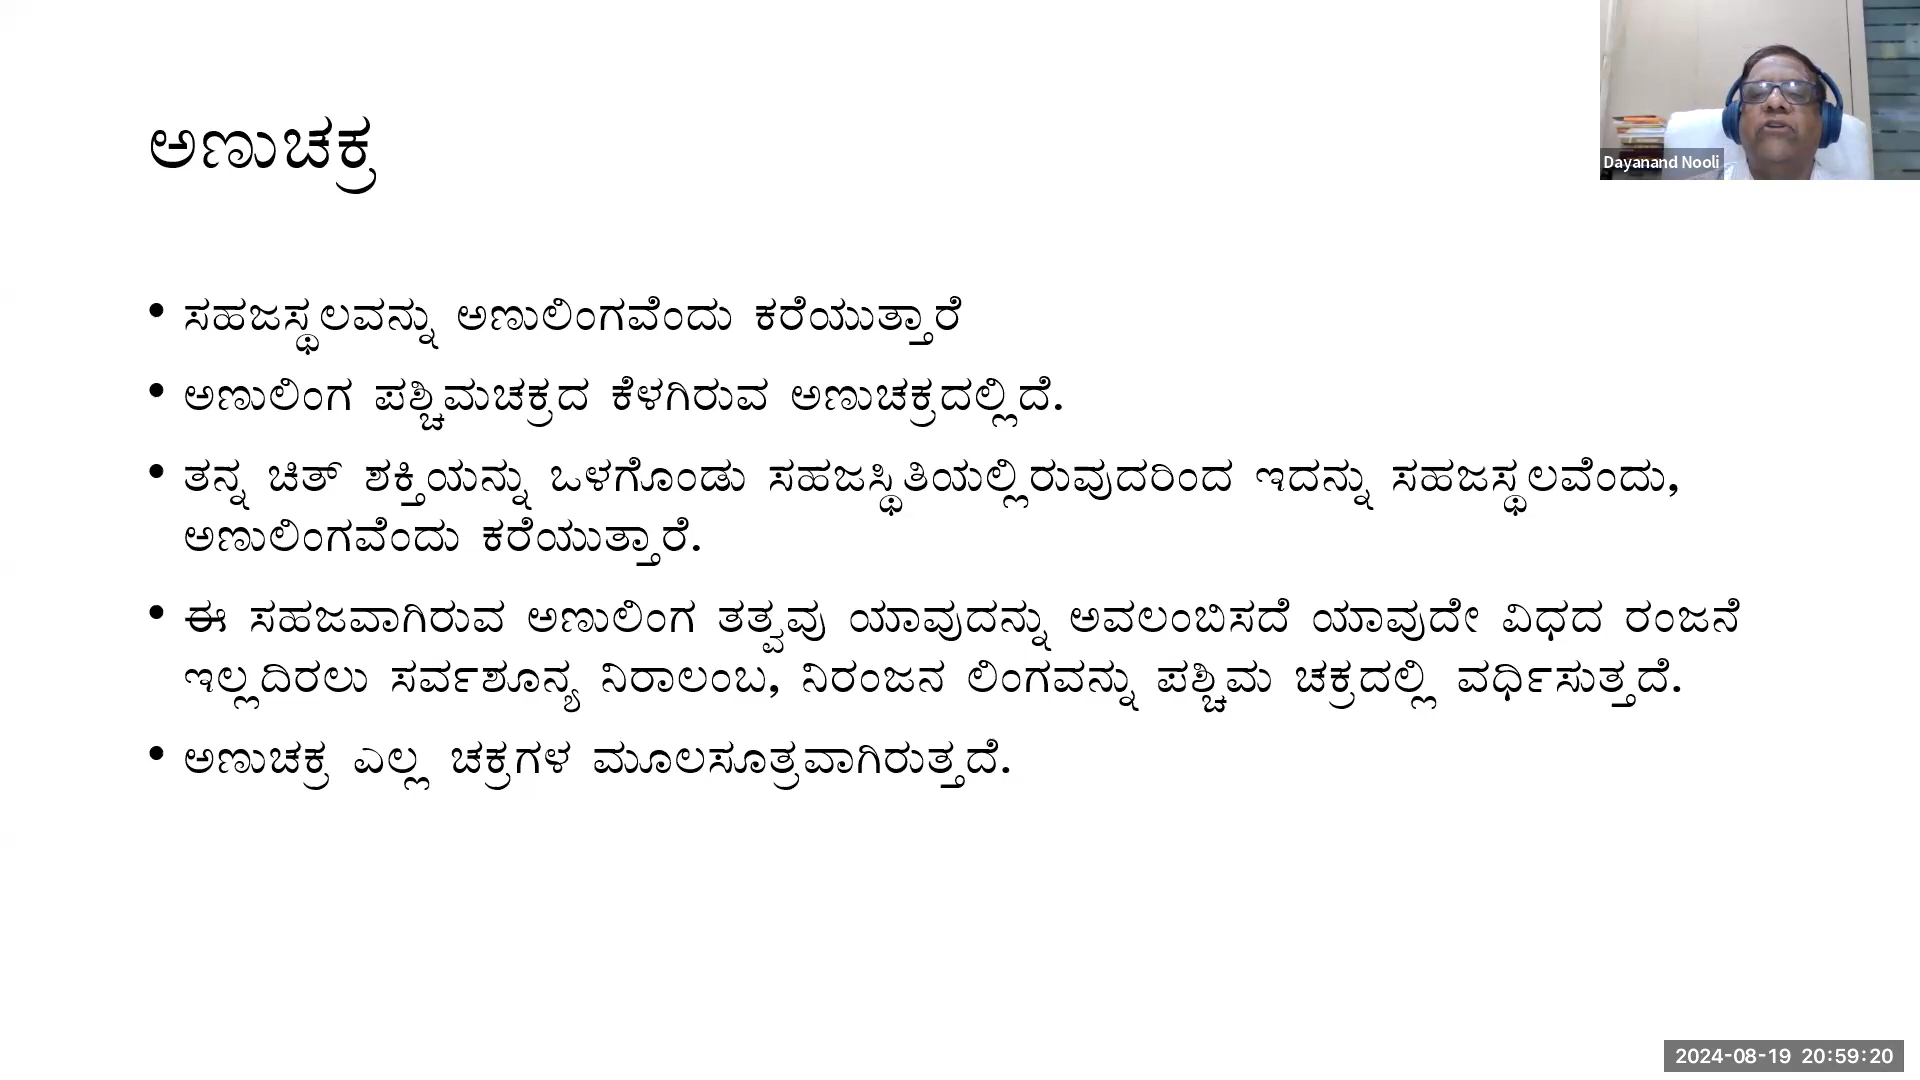 ಅಣುಚಕ್ರ
Dayanand Nooli
• ಸಹಜಸ್ಥಲವನ್ನು ಅಣುಲಿಂಗವೆಂದು ಕರೆಯುತ್ತಾರೆ
• ಅಣುಲಿಂಗ ಪಶ್ಚಿಮಚಕ್ರದ ಕೆಳಗಿರುವ ಅಣುಚಕ್ರದಲ್ಲಿದೆ.
• ತನ್ನ ಚಿತ್ ಶಕ್ತಿಯನ್ನು ಒಳಗೊಂಡು ಸಹಜಸ್ಥಿತಿಯಲ್ಲಿರುವುದರಿಂದ ಇದನ್ನು ಸಹಜಸ್ಥಲವೆಂದು,
ಅಣುಲಿಂಗವೆಂದು ಕರೆಯುತ್ತಾರೆ.
• ಈ ಸಹಜವಾಗಿರುವ ಅಣುಲಿಂಗ ತತ್ವವು ಯಾವುದನ್ನು ಅವಲಂಬಿಸದೆ ಯಾವುದೇ ವಿಧದ ರಂಜನೆ
ಇಲ್ಲದಿರಲು ಸರ್ವಶೂನ್ಯ ನಿರಾಲಂಬ, ನಿರಂಜನ ಲಿಂಗವನ್ನು ಪಶ್ಚಿಮ ಚಕ್ರದಲ್ಲಿ ವರ್ಧಿಸುತ್ತದೆ.
• ಅಣುಚಕ್ರ ಎಲ್ಲ ಚಕ್ರಗಳ ಮೂಲಸೂತ್ರವಾಗಿರುತ್ತದೆ.
2024-08-19 20:59:20